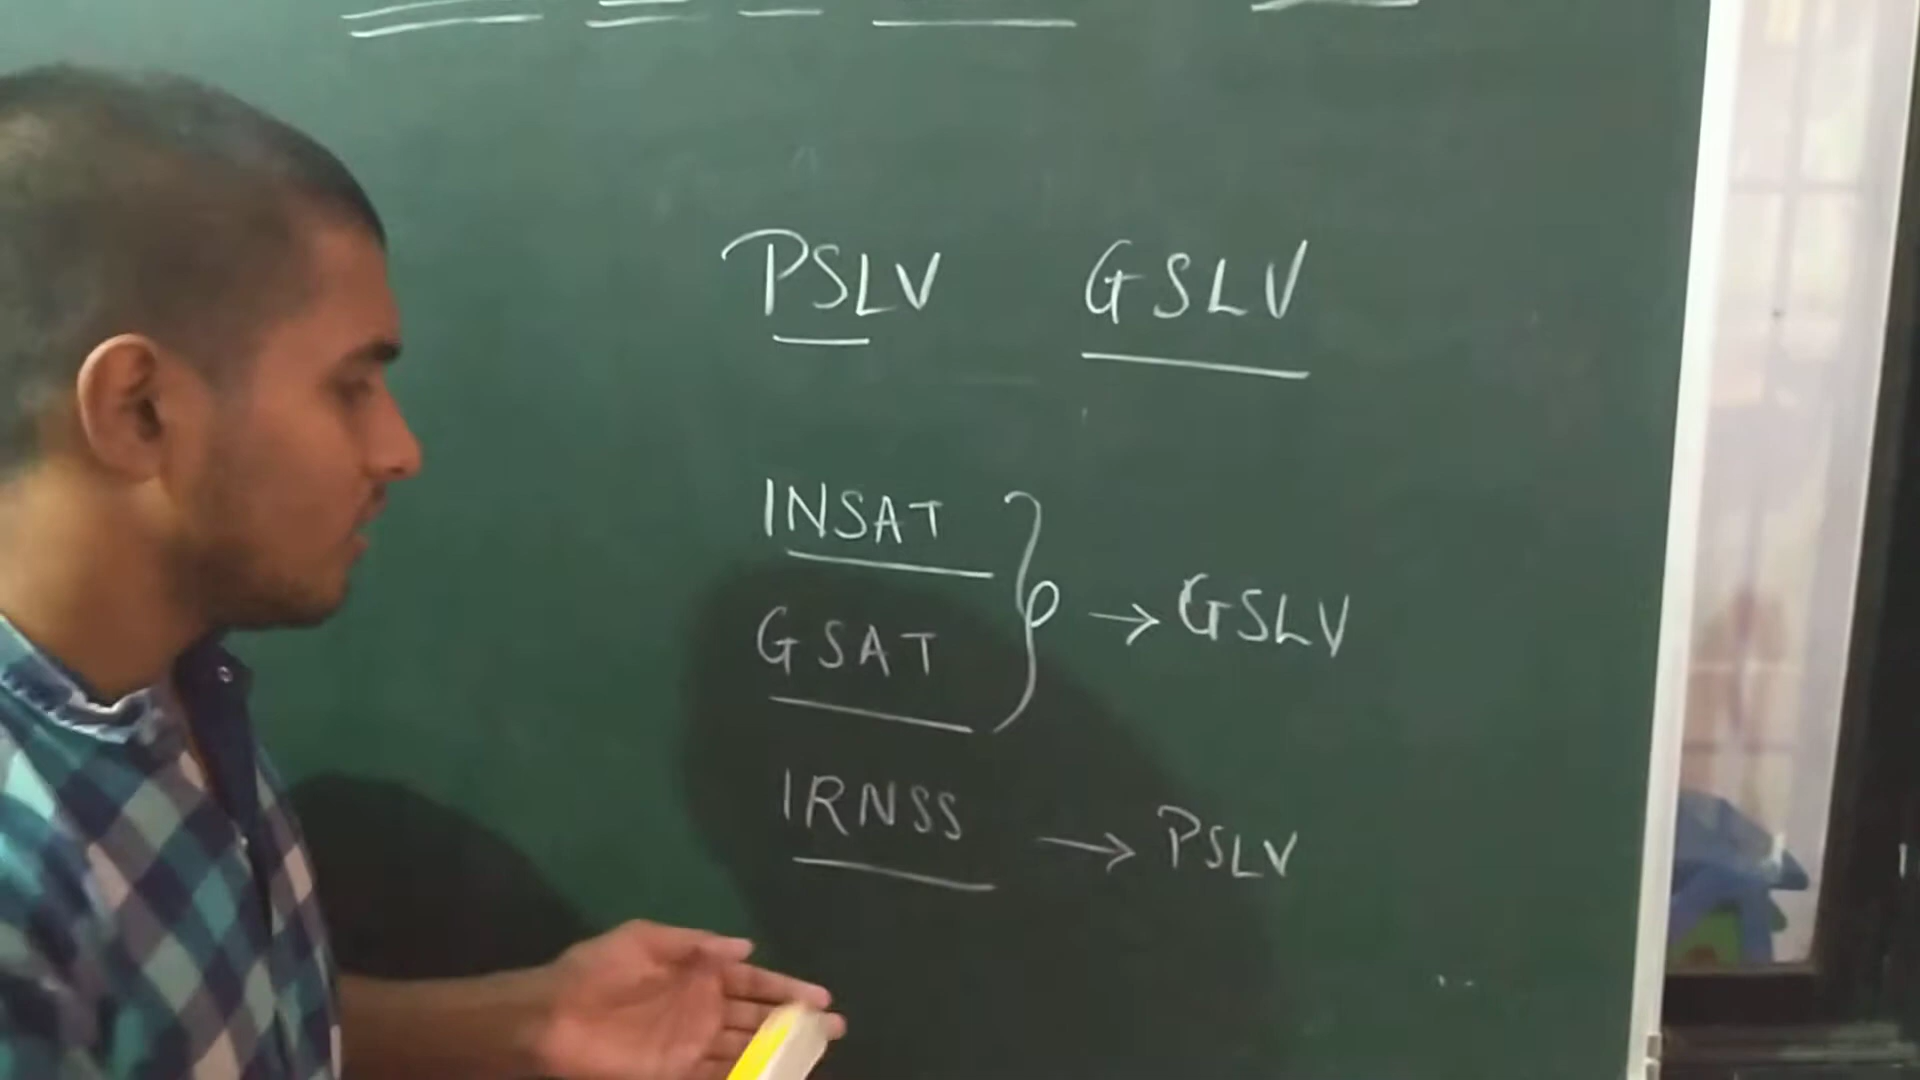 PSLV GSLV
INSAT
GSAT
→ GSLV
IRNSS → PSLV